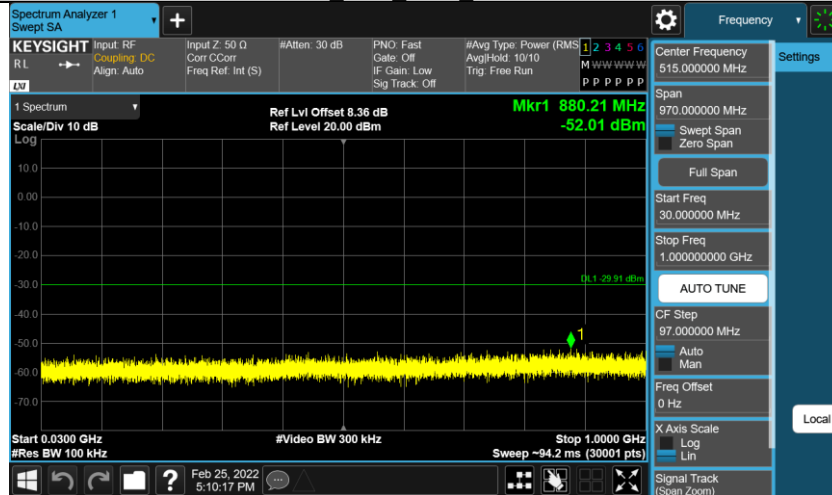 Spectrum Analyzer 1
Swept SA
Frequency
KEYSIGHT
RL
LXI
Input: RF
Coupling: DC
Align: Auto
Input Z: 50 Ω
Corr CCorr
Freq Ref: Int (S)
#Atten: 30 dB
PNO: Fast
Gate: Off
IF Gain: Low
Sig Track: Off
#Avg Type: Power (RMS
Avg|Hold: 10/10
Trig: Free Run
1 2 3 4 5 6
M W W W W W
P P P P P P
1 Spectrum
Scale/Div 10 dB
Log
Ref Lvl Offset 8.36 dB
Ref Level 20.00 dBm
Mkr1 880.21 MHz
-52.01 dBm
10.0
0.00
-10.0
-20.0
-30.0
-40.0
-50.0
-60.0
-70.0
DL1 -29.91 dBm
1
Start 0.0300 GHz
#Res BW 100 kHz
#Video BW 300 kHz
Stop 1.0000 GHz
Sweep ~94.2 ms (30001 pts)
?
Feb 25, 2022
5:10:17 PM
Center Frequency
515.000000 MHz
Span
970.000000 MHz
Swept Span
Zero Span
Full Span
Start Freq
30.000000 MHz
Stop Freq
1.000000000 GHz
AUTO TUNE
CF Step
97.000000 MHz
Auto
Man
Freq Offset
0 Hz
X Axis Scale
Log
Lin
Signal Track
(Span Zoom)
Settings
Local